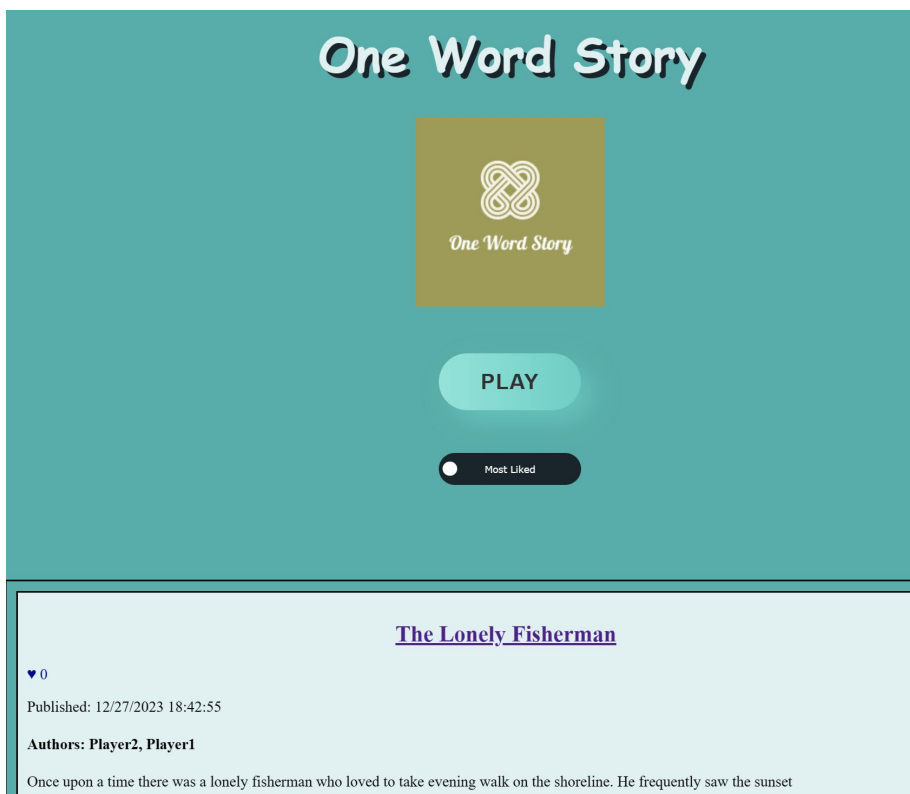 One Word Story
One Word Story
PLAY
Most Liked
The Lonely Fisherman
♥ 0
Published: 12/27/2023 18:42:55
Authors: Player2, Player1
Once upon a time there was a lonely fisherman who loved to take evening walk on the shoreline. He frequently saw the sunset